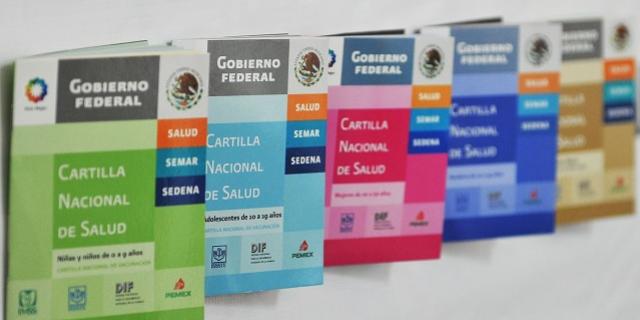 GOBIERNO
FEDERAL
SALUD
SEMAR
SEDENA
CARTILLA
NACIONAL
DE SALUD
Niñas y niños de 0 a 9 años
CARTILLA NACIONAL DE VACUNACIÓN
IMSS
DIF
PEMEX
GOBIERNO
FEDERAL
SALUD
SEMAR
SEDENA
CARTILLA
NACIONAL
DE SALUD
Adolescentes de 10 a 19 años
CARTILLA NACIONAL DE VACUNACIÓN
DIF
PEMEX
GOBIERNO
FEDERAL
SALUD
SEMAR
SEDENA
CARTILLA
NACIONAL
DE SALUD
Mujeres de 20 a 59 años
DIF
PEMEX
GOBIERNO
FEDERAL
SALUD
SEMAR
SEDENA
CARTILLA
NACIONAL
DE SALUD